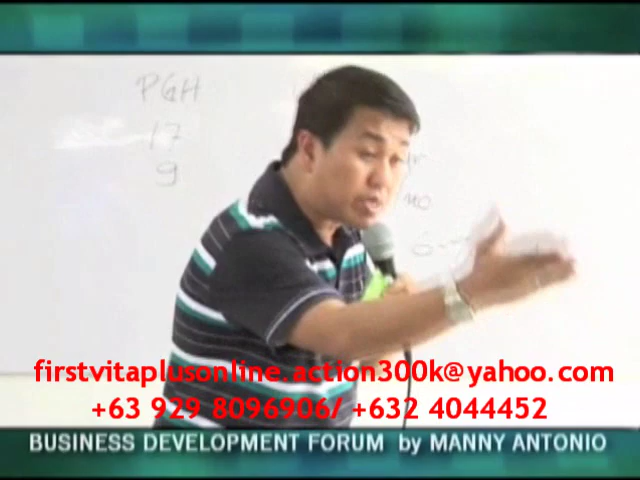 PGH
17
9
firstvitaplusonline.action300k@yahoo.com
+63 929 8096906/ +632 4044452
BUSINESS DEVELOPMENT FORUM by MANNY ANTONIO